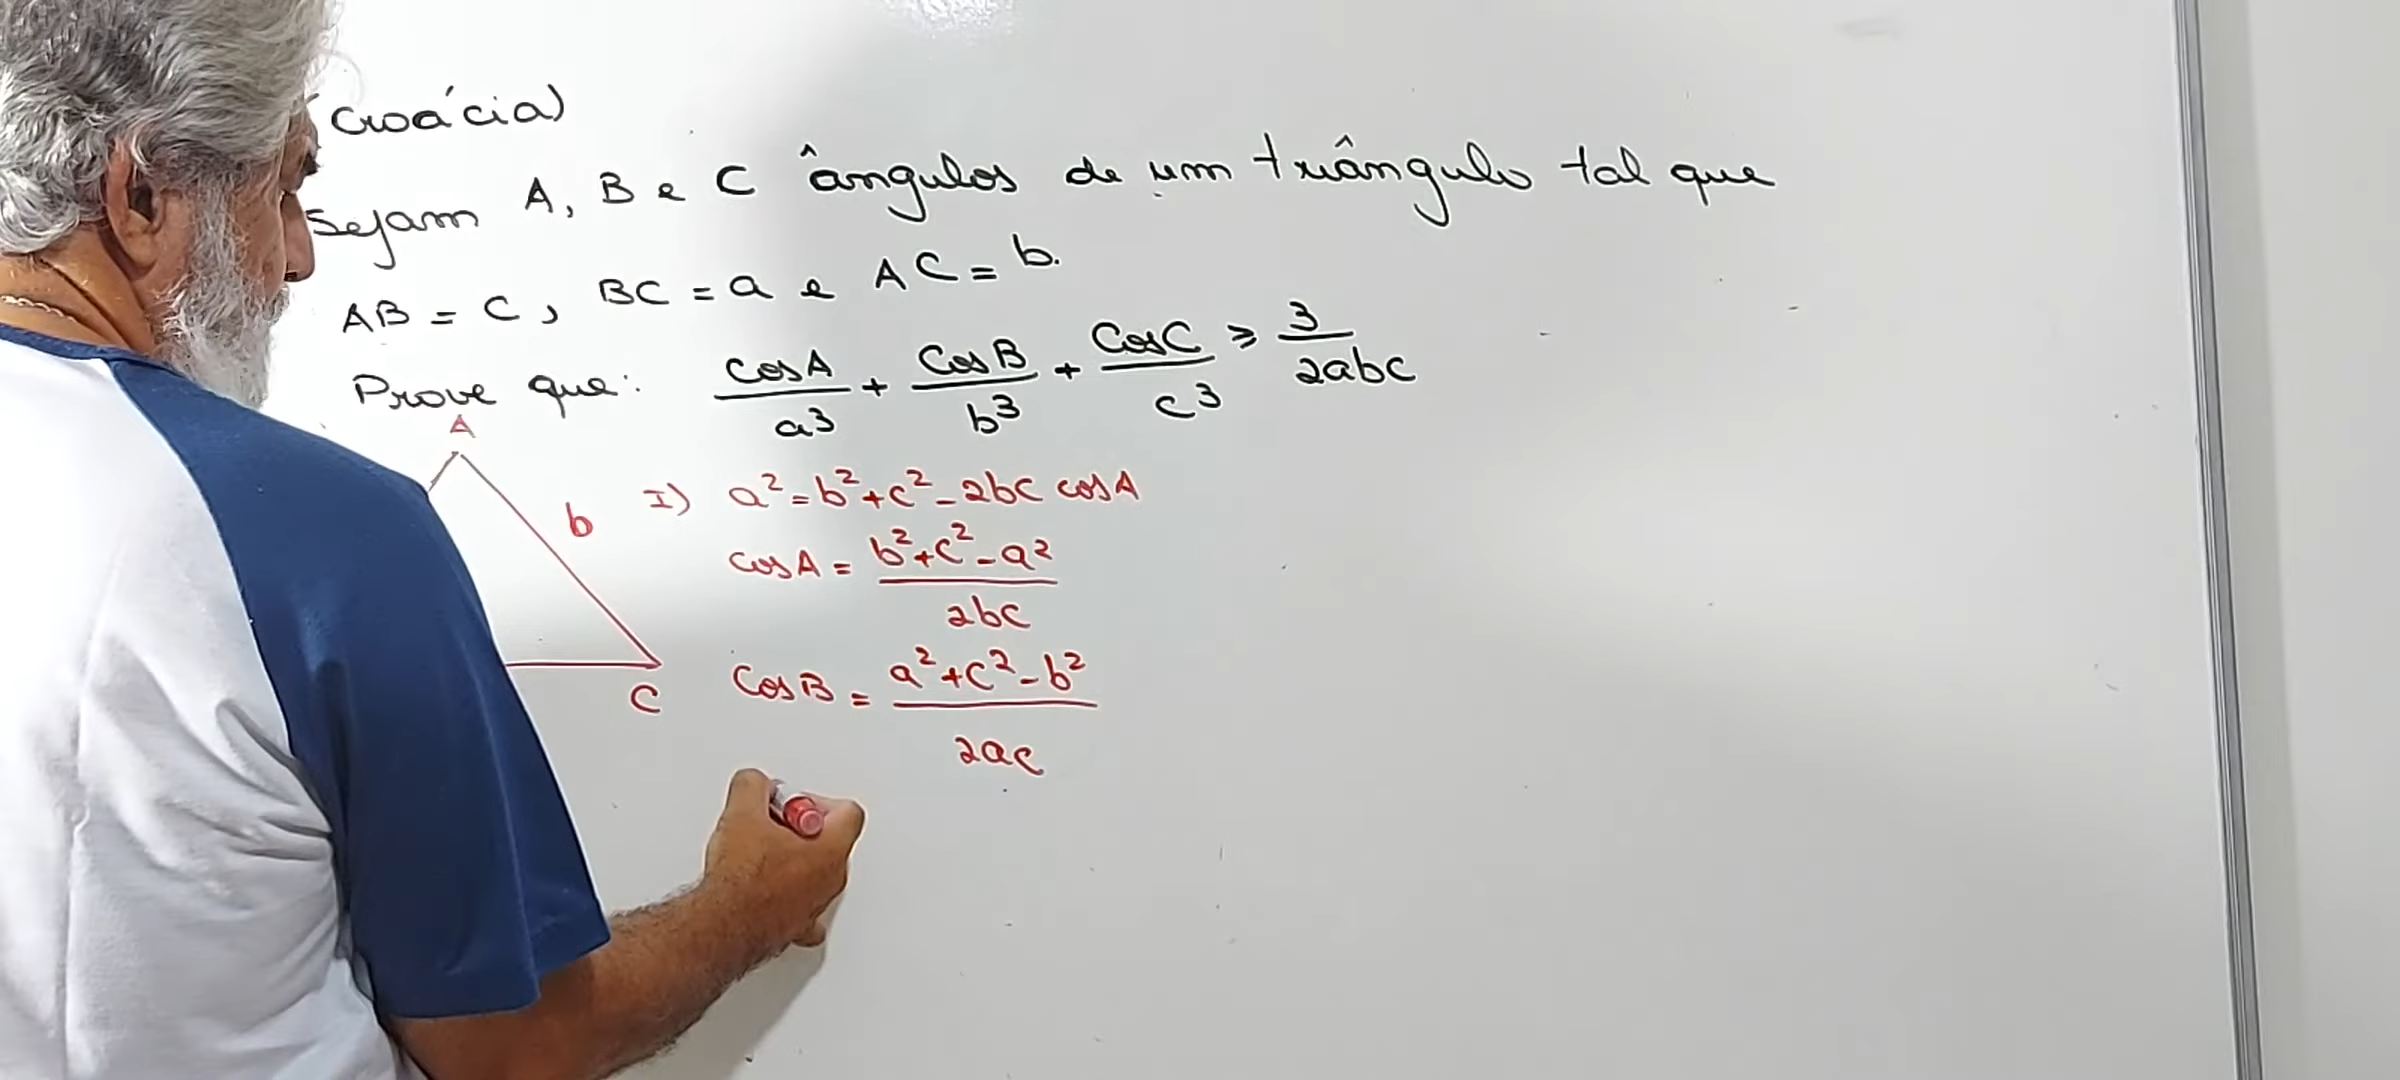 (Croácia)
Sejam A, B e C ângulos de um triângulo tal que
AB = C, BC = a e AC = b.
Prove que: cosA/a³ + CosB/b³ + CosC/c³ ≥ 3/2abc
A
b
C
I) a² = b² + c² - 2bc cosA
cosA = b² + c² - a² / 2bc
CosB = a² + c² - b² / 2ac